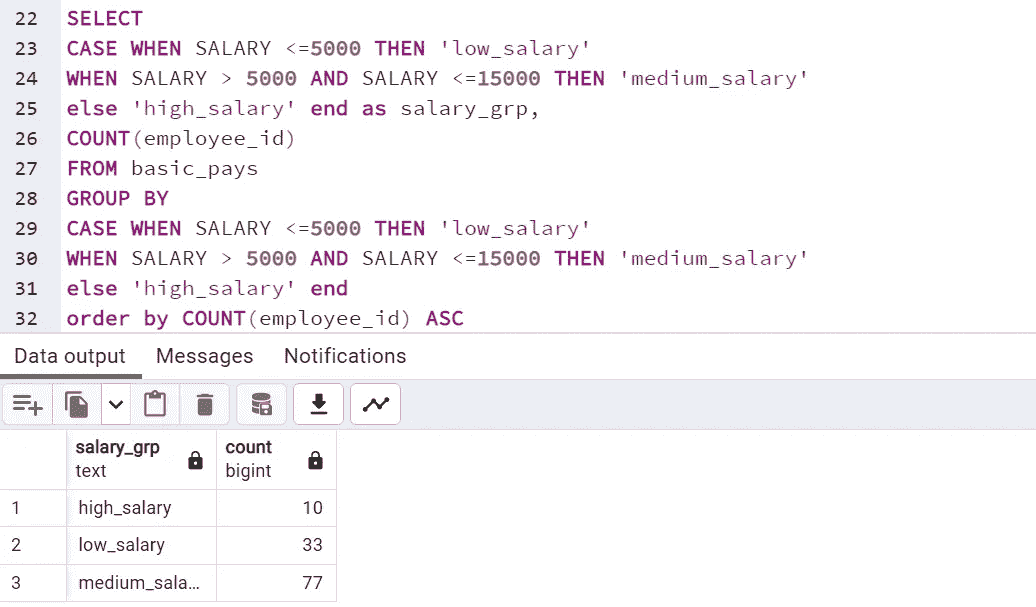 22 SELECT
23 CASE WHEN SALARY <=5000 THEN 'low_salary'
24 WHEN SALARY > 5000 AND SALARY <=15000 THEN 'medium_salary'
25 else 'high_salary' end as salary_grp,
26 COUNT(employee_id)
27 FROM basic_pays
28 GROUP BY
29 CASE WHEN SALARY <=5000 THEN 'low_salary'
30 WHEN SALARY > 5000 AND SALARY <=15000 THEN 'medium_salary'
31 else 'high_salary' end
32 order by COUNT(employee_id) ASC
Data output Messages Notifications
salary_grp count
text bigint
1 high_salary 10
2 low_salary 33
3 medium_sala... 77